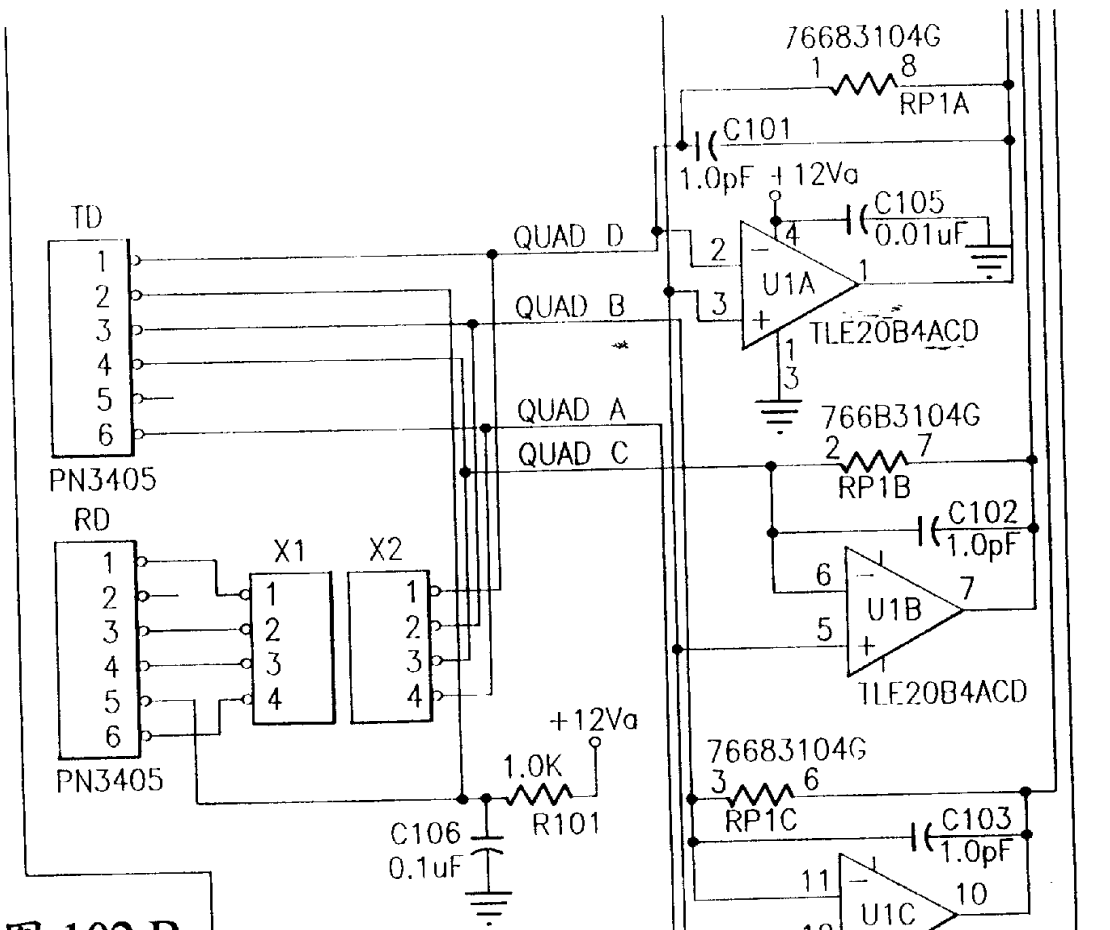 76683104G
1 8
RP1A
C101
1.0pF
+12Va
C105
0.01uF
4
TD
1
2
3
4
5
6
PN3405
QUAD D
QUAD B
QUAD A
QUAD C
2
3
U1A
1
TLE20B4ACD
1
3
766B3104G
2 7
RP1B
C102
1.0pF
6
5
U1B
7
TLE20B4ACD
RD
1
2
3
4
5
6
PN3405
X1
1
2
3
4
X2
1
2
3
4
+12Va
1.0K
R101
C106
0.1uF
76683104G
3 6
RP1C
C103
1.0pF
11
U1C
10